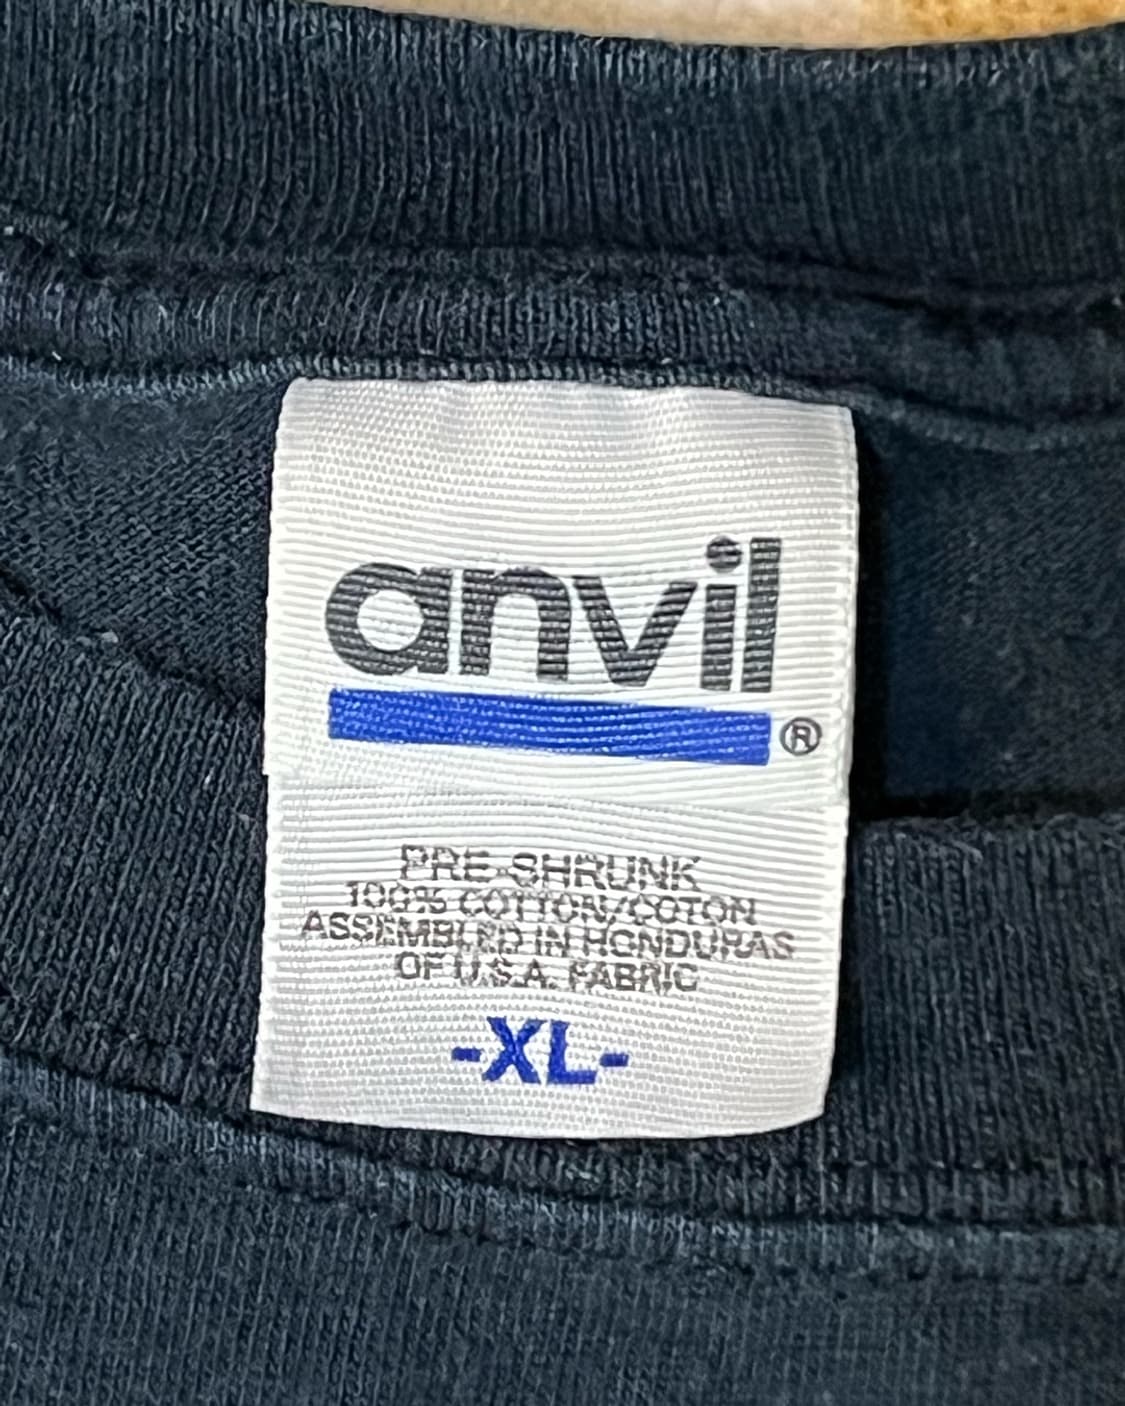 anvil
®
PRE-SHRUNK
100% COTTON/COTON
ASSEMBLED IN HONDURAS
OF U.S.A. FABRIC
-XL-